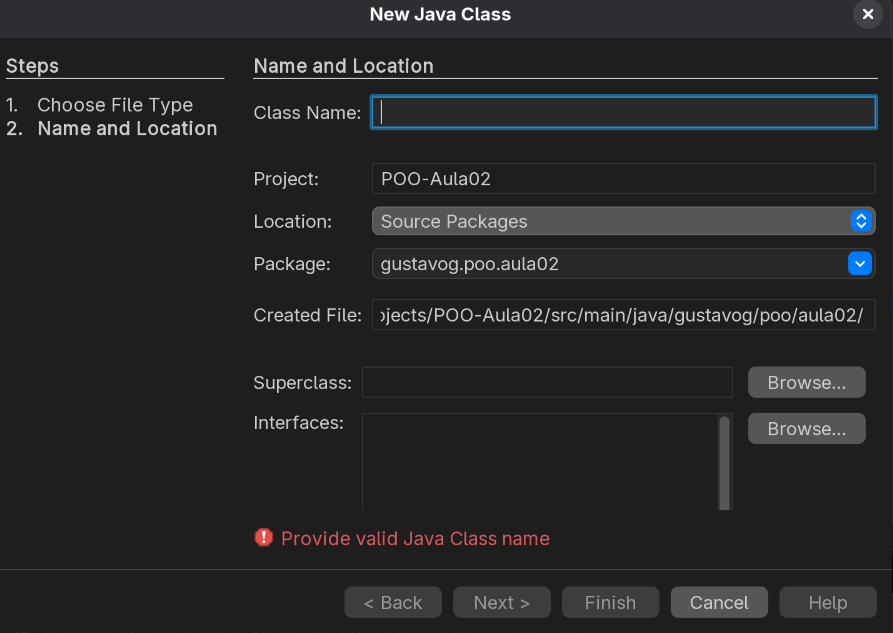 New Java Class
Steps
1. Choose File Type
2. Name and Location
Name and Location
Class Name:
Project: POO-Aula02
Location: Source Packages
Package: gustavog.poo.aula02
Created File: ojects/POO-Aula02/src/main/java/gustavog/poo/aula02/
Superclass: Browse...
Interfaces: Browse...
Provide valid Java Class name
< Back Next > Finish Cancel Help